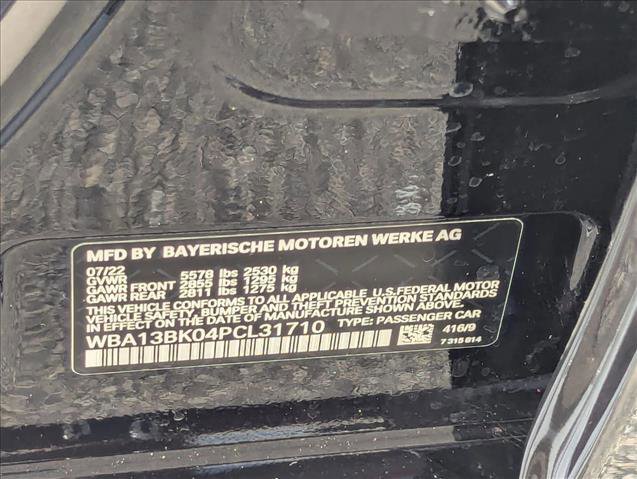 MFD BY BAYERISCHE MOTOREN WERKE AG
07/22
GVWR 5578 lbs 2530 kg
GAWR FRONT 2855 lbs 1295 kg
GAWR REAR 2811 lbs 1275 kg
THIS VEHICLE CONFORMS TO ALL APPLICABLE U.S.FEDERAL MOTOR
VEHICLE SAFETY, BUMPER, AND THEFT PREVENTION STANDARDS
IN EFFECT ON THE DATE OF MANUFACTURE SHOWN ABOVE.
WBA13BK04PCL31710 TYPE: PASSENGER CAR
416/9
7 315 614